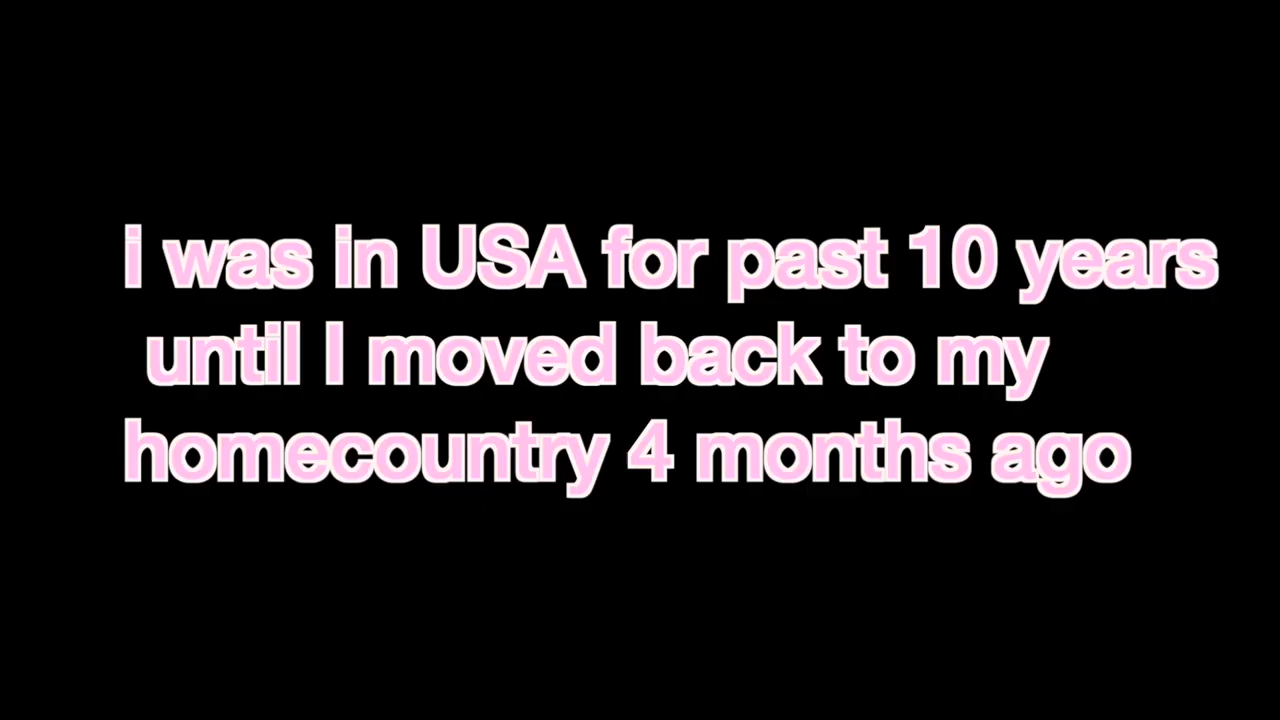 i was in USA for past 10 years
until I moved back to my
homecountry 4 months ago